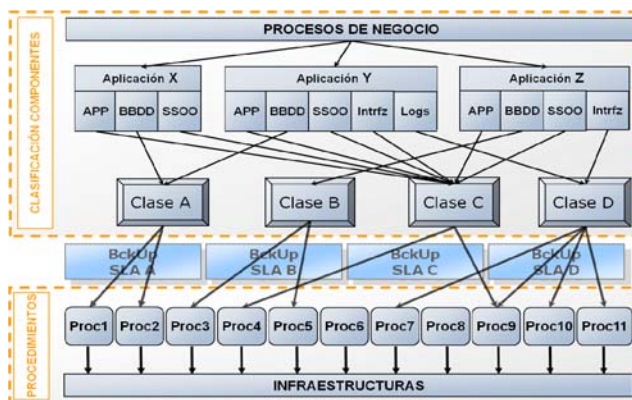 PROCESOS DE NEGOCIO
CLASIFICACIÓN COMPONENTES
Aplicación X
Aplicación Y
Aplicación Z
APP BBDD SSOO
APP BBDD SSOO Intrfz Logs
APP BBDD SSOO Intrfz
Clase A
Clase B
Clase C
Clase D
BckUp
SLA A
BckUp
SLA B
BckUp
SLA C
BckUp
SLA D
PROCEDIMIENTOS
Proc1 Proc2 Proc3 Proc4 Proc5 Proc6 Proc7 Proc8 Proc9 Proc10 Proc11
INFRAESTRUCTURAS